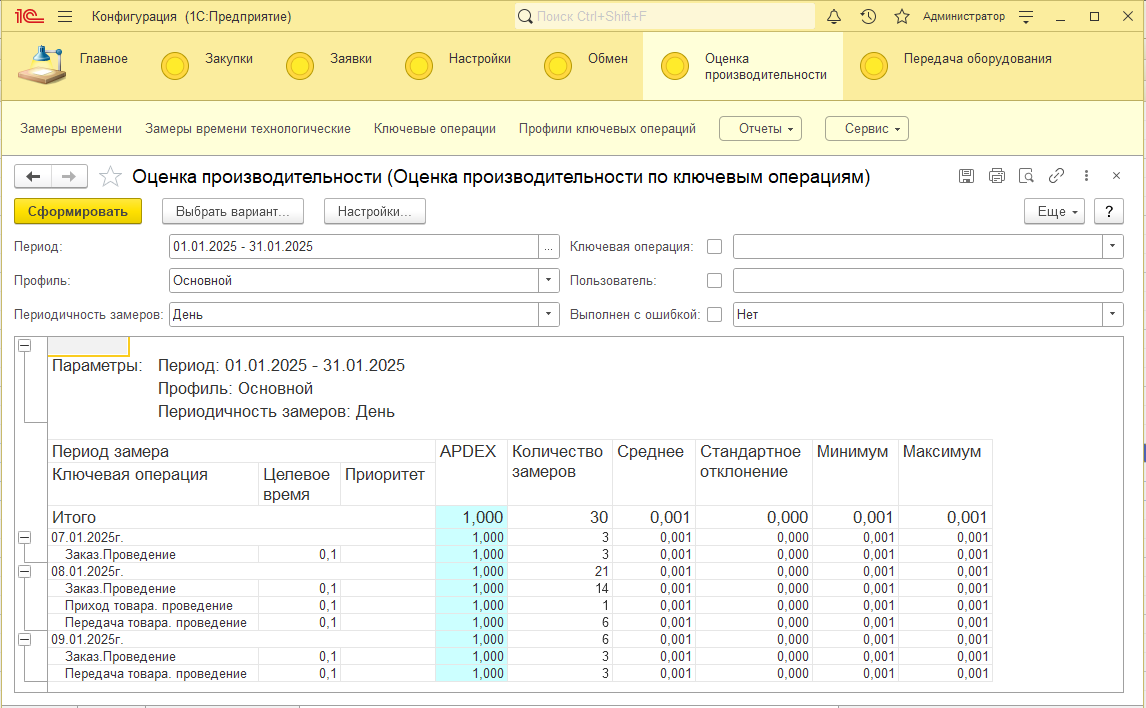 1С Конфигурация (1С:Предприятие) Поиск Ctrl+Shift+F Администратор
Главное Закупки Заявки Настройки Обмен Оценка производительности Передача оборудования
Замеры времени Замеры времени технологические Ключевые операции Профили ключевых операций Отчеты Сервис
Оценка производительности (Оценка производительности по ключевым операциям)
Сформировать Выбрать вариант... Настройки... Еще ?
Период: 01.01.2025 - 31.01.2025 ... Ключевая операция:
Профиль: Основной Пользователь:
Периодичность замеров: День Выполнен с ошибкой: Нет
Параметры: Период: 01.01.2025 - 31.01.2025
Профиль: Основной
Периодичность замеров: День
Период замера APDEX Количество замеров Среднее Стандартное отклонение Минимум Максимум
Ключевая операция Целевое время Приоритет
Итого 1,000 30 0,001 0,000 0,001 0,001
07.01.2025г. 1,000 3 0,001 0,000 0,001 0,001
Заказ.Проведение 0,1 1,000 3 0,001 0,000 0,001 0,001
08.01.2025г. 1,000 21 0,001 0,000 0,001 0,001
Заказ.Проведение 0,1 1,000 14 0,001 0,000 0,001 0,001
Приход товара. проведение 0,1 1,000 1 0,001 0,000 0,001 0,001
Передача товара. проведение 0,1 1,000 6 0,001 0,000 0,001 0,001
09.01.2025г. 1,000 6 0,001 0,000 0,001 0,001
Заказ.Проведение 0,1 1,000 3 0,001 0,000 0,001 0,001
Передача товара. проведение 0,1 1,000 3 0,001 0,000 0,001 0,001